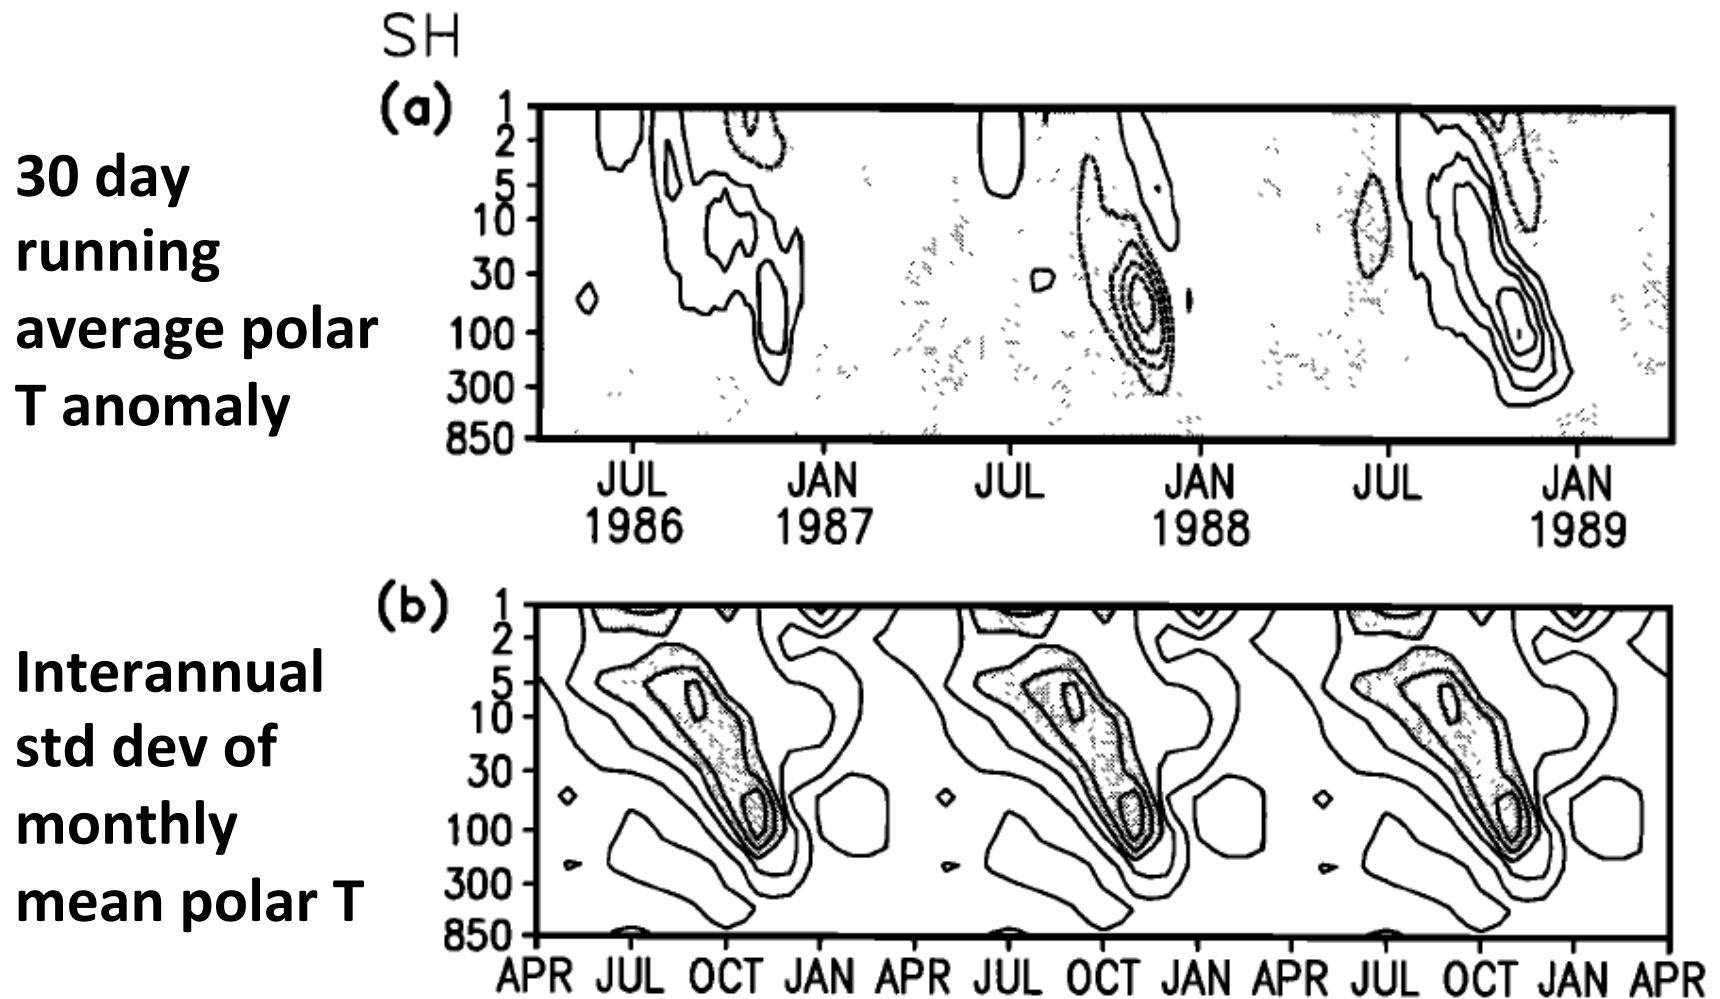 SH
(a)
30 day
running
average polar
T anomaly
1
2
5
10
30
100
300
850
JUL JAN JUL JAN JUL JAN
1986 1987 1988 1989
(b)
Interannual
std dev of
monthly
mean polar T
1
2
5
10
30
100
300
850
APR JUL OCT JAN APR JUL OCT JAN APR JUL OCT JAN APR